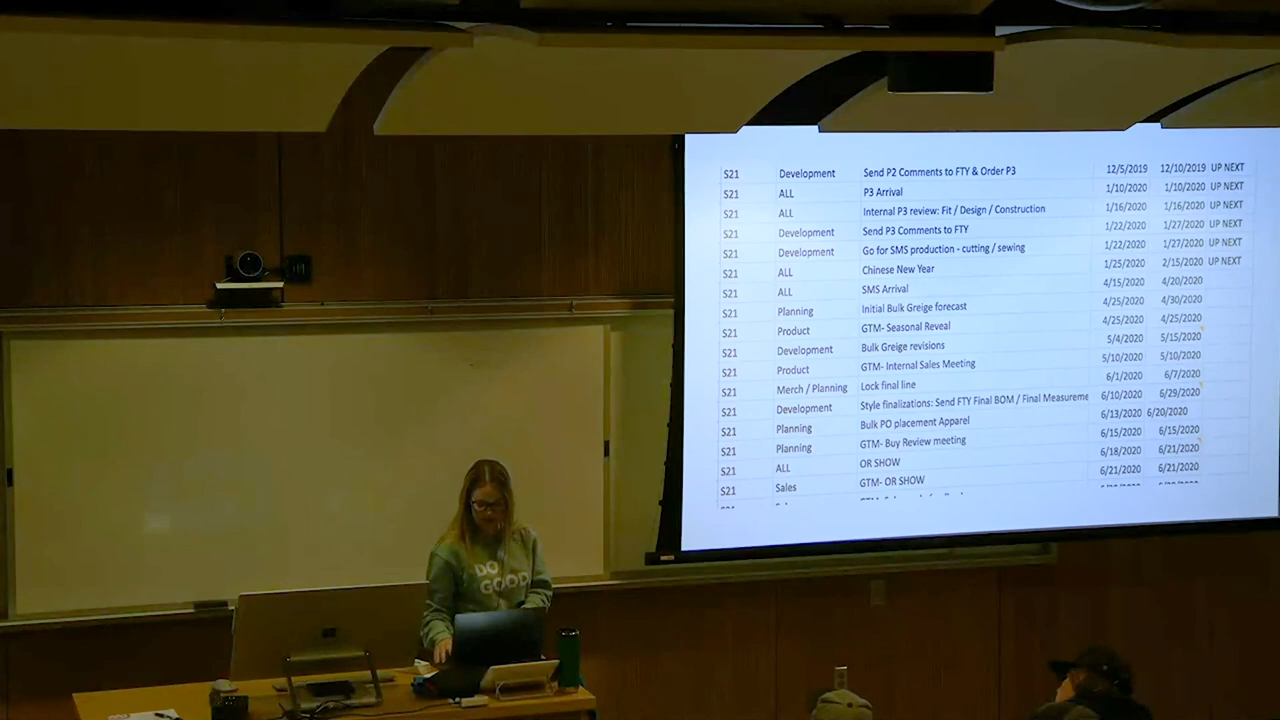 S21 Development Send P2 Comments to FTY & Order P3 12/5/2019 12/10/2019 UP NEXT
S21 ALL P3 Arrival 1/10/2020 1/10/2020 UP NEXT
S21 ALL Internal P3 review: Fit / Design / Construction 1/16/2020 1/16/2020 UP NEXT
S21 Development Send P3 Comments to FTY 1/22/2020 1/27/2020 UP NEXT
S21 Development Go for SMS production - cutting / sewing 1/22/2020 1/27/2020 UP NEXT
S21 ALL Chinese New Year 1/25/2020 2/15/2020 UP NEXT
S21 ALL SMS Arrival 4/15/2020 4/20/2020
S21 Planning Initial Bulk Greige forecast 4/25/2020 4/30/2020
S21 Product GTM- Seasonal Reveal 4/25/2020 4/25/2020
S21 Development Bulk Greige revisions 5/4/2020 5/15/2020
S21 Product GTM- Internal Sales Meeting 5/10/2020 5/10/2020
S21 Merch / Planning Lock final line 6/1/2020 6/7/2020
S21 Development Style finalizations: Send FTY Final BOM / Final Measureme 6/10/2020 6/29/2020
S21 Planning Bulk PO placement Apparel 6/13/2020 6/20/2020
S21 Planning GTM- Buy Review meeting 6/15/2020 6/15/2020
S21 ALL OR SHOW 6/18/2020 6/21/2020
S21 Sales GTM- OR SHOW 6/21/2020 6/21/2020
DO
GOOD